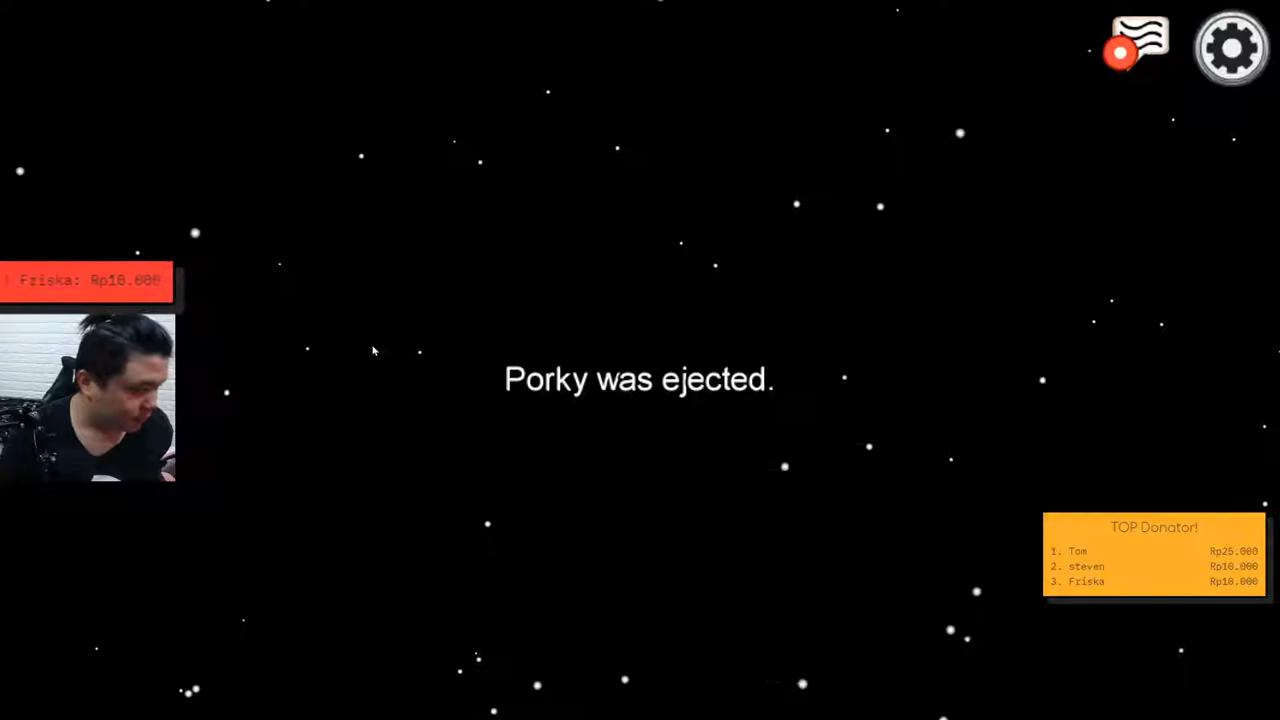 ! Friska: Rp10.000
Porky was ejected.
TOP Donator!
1. Tom Rp25.000
2. steven Rp10.000
3. Friska Rp10.000